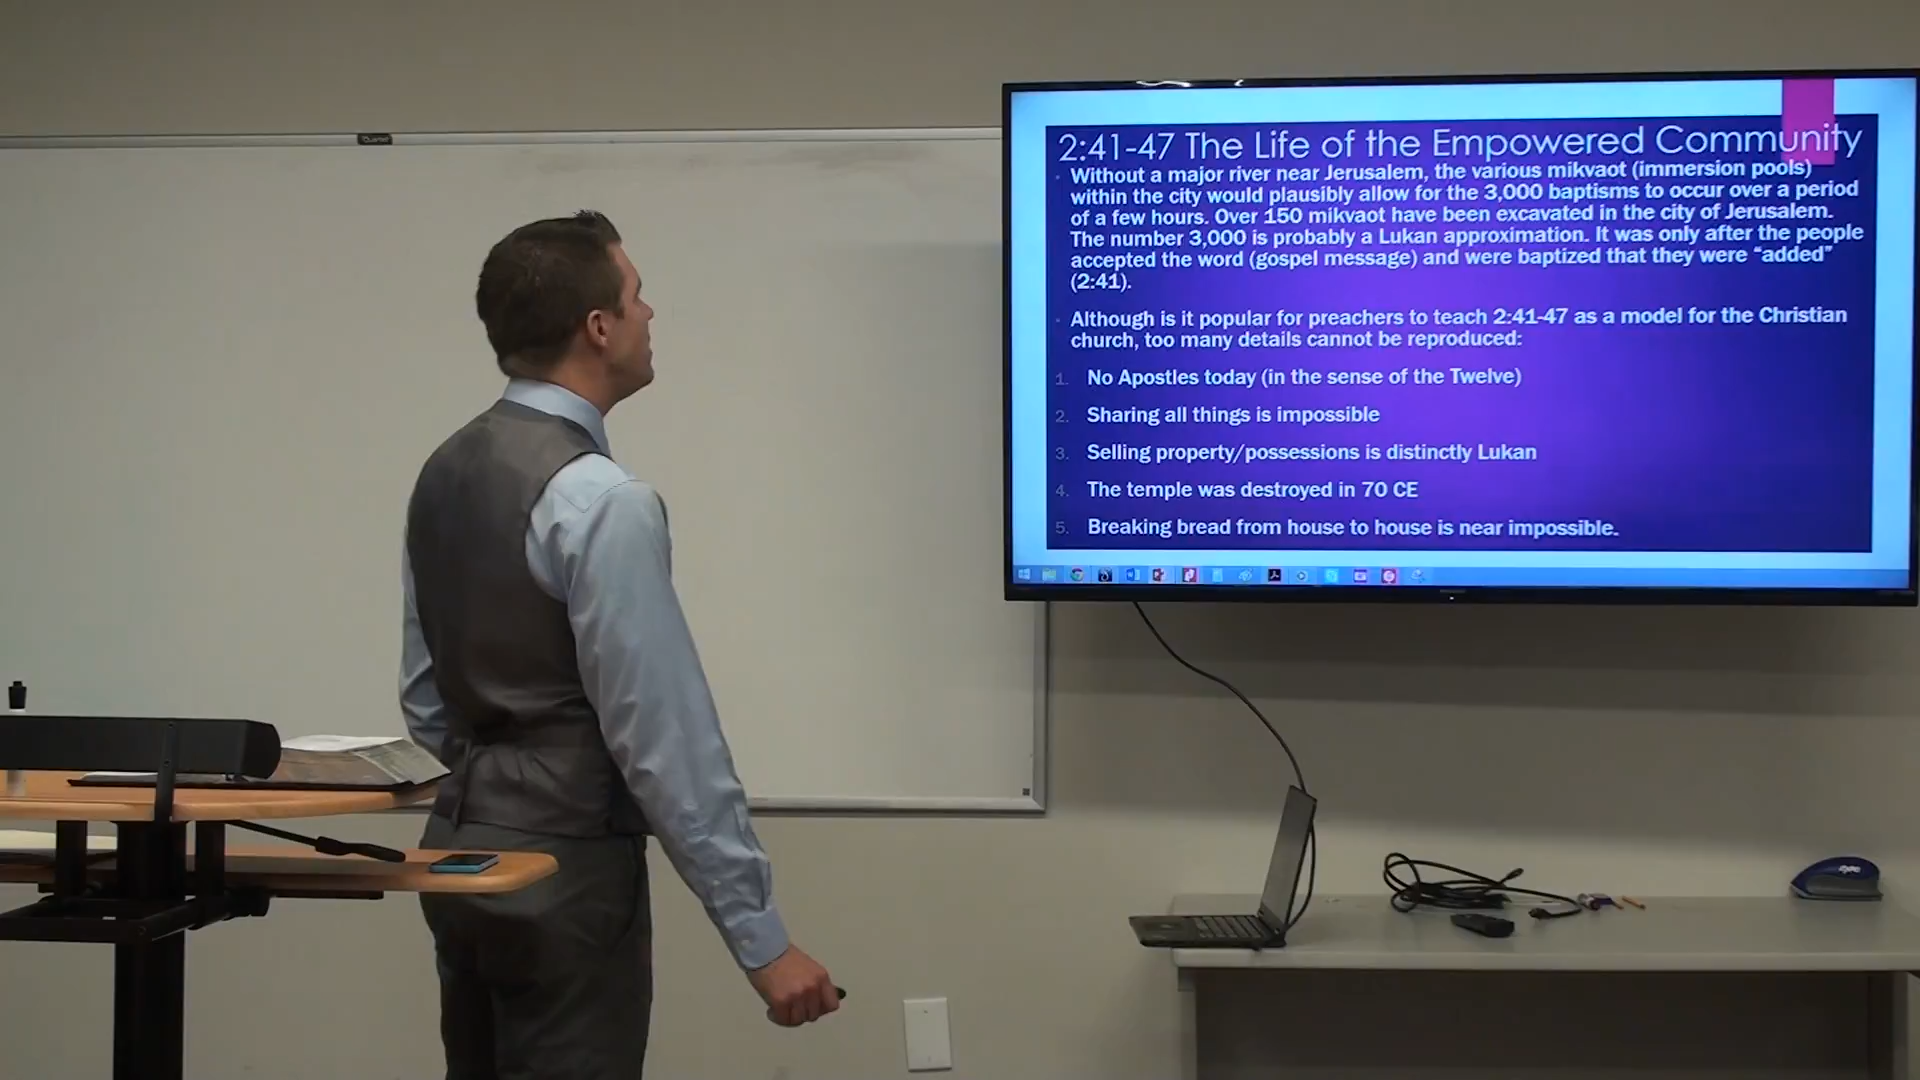 Quartet
2:41-47 The Life of the Empowered Community
Without a major river near Jerusalem, the various mikvaot (immersion pools)
within the city would plausibly allow for the 3,000 baptisms to occur over a period
of a few hours. Over 150 mikvaot have been excavated in the city of Jerusalem.
The number 3,000 is probably a Lukan approximation. It was only after the people
accepted the word (gospel message) and were baptized that they were “added”
(2:41).
Although is it popular for preachers to teach 2:41-47 as a model for the Christian
church, too many details cannot be reproduced:
1. No Apostles today (in the sense of the Twelve)
2. Sharing all things is impossible
3. Selling property/possessions is distinctly Lukan
4. The temple was destroyed in 70 CE
5. Breaking bread from house to house is near impossible.
expo